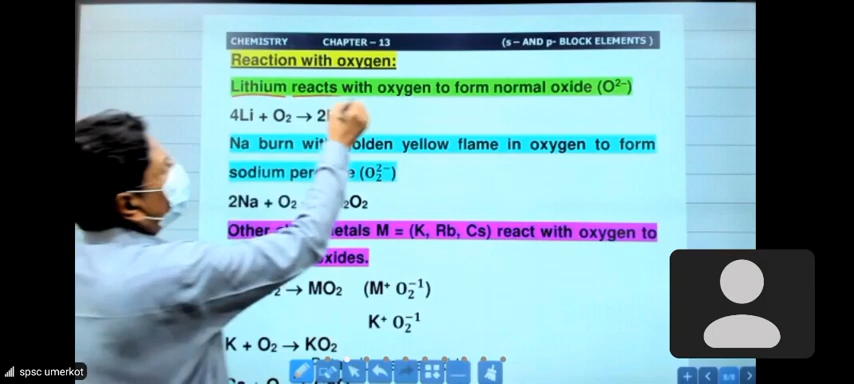 CHEMISTRY CHAPTER – 13 (s – AND p- BLOCK ELEMENTS )
Reaction with oxygen:
Lithium reacts with oxygen to form normal oxide (O²⁻)
4Li + O₂ → 2
Na burn wit olden yellow flame in oxygen to form
sodium per e (O₂²⁻)
2Na + O₂ ₂O₂
Other etals M = (K, Rb, Cs) react with oxygen to
xides.
₂ → MO₂ (M⁺ O₂⁻¹)
K⁺ O₂⁻¹
K + O₂ → KO₂
spsc umerkot